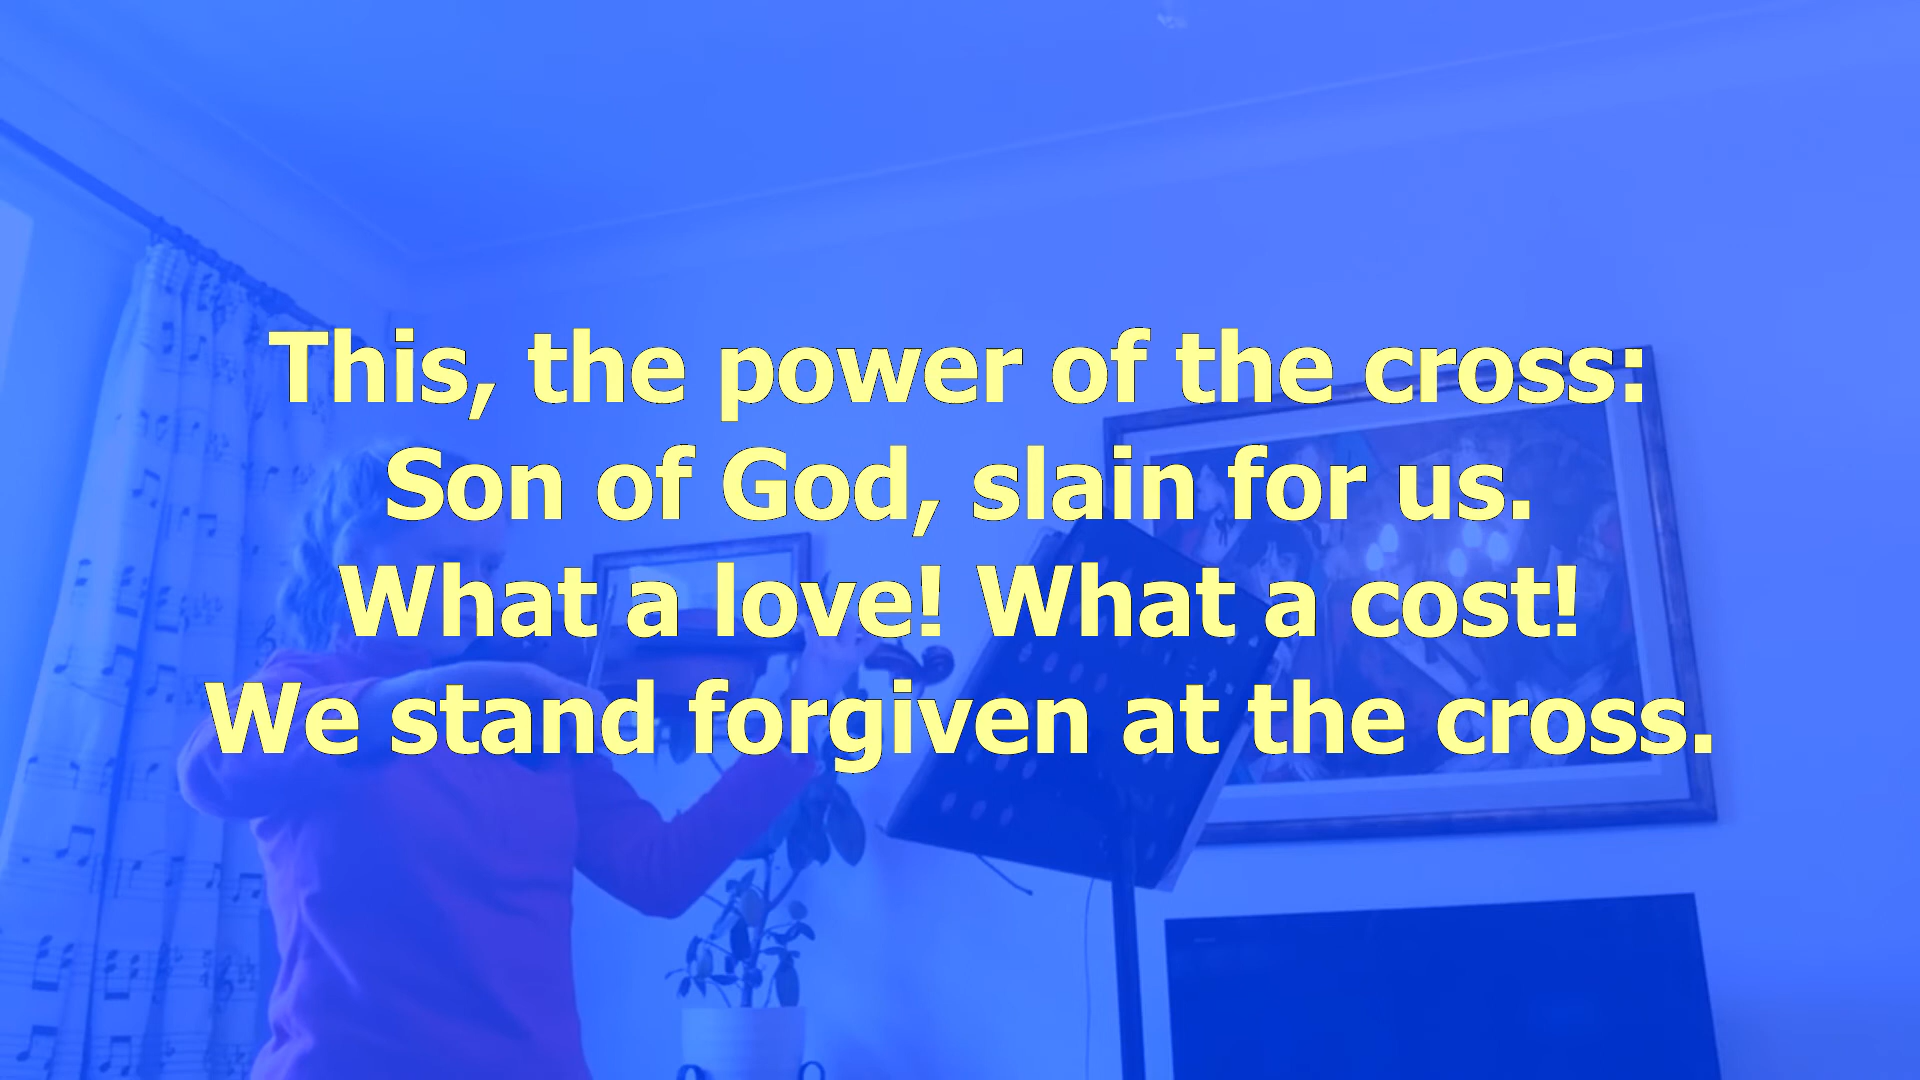 This, the power of the cross:
Son of God, slain for us.
What a love! What a cost!
We stand forgiven at the cross.